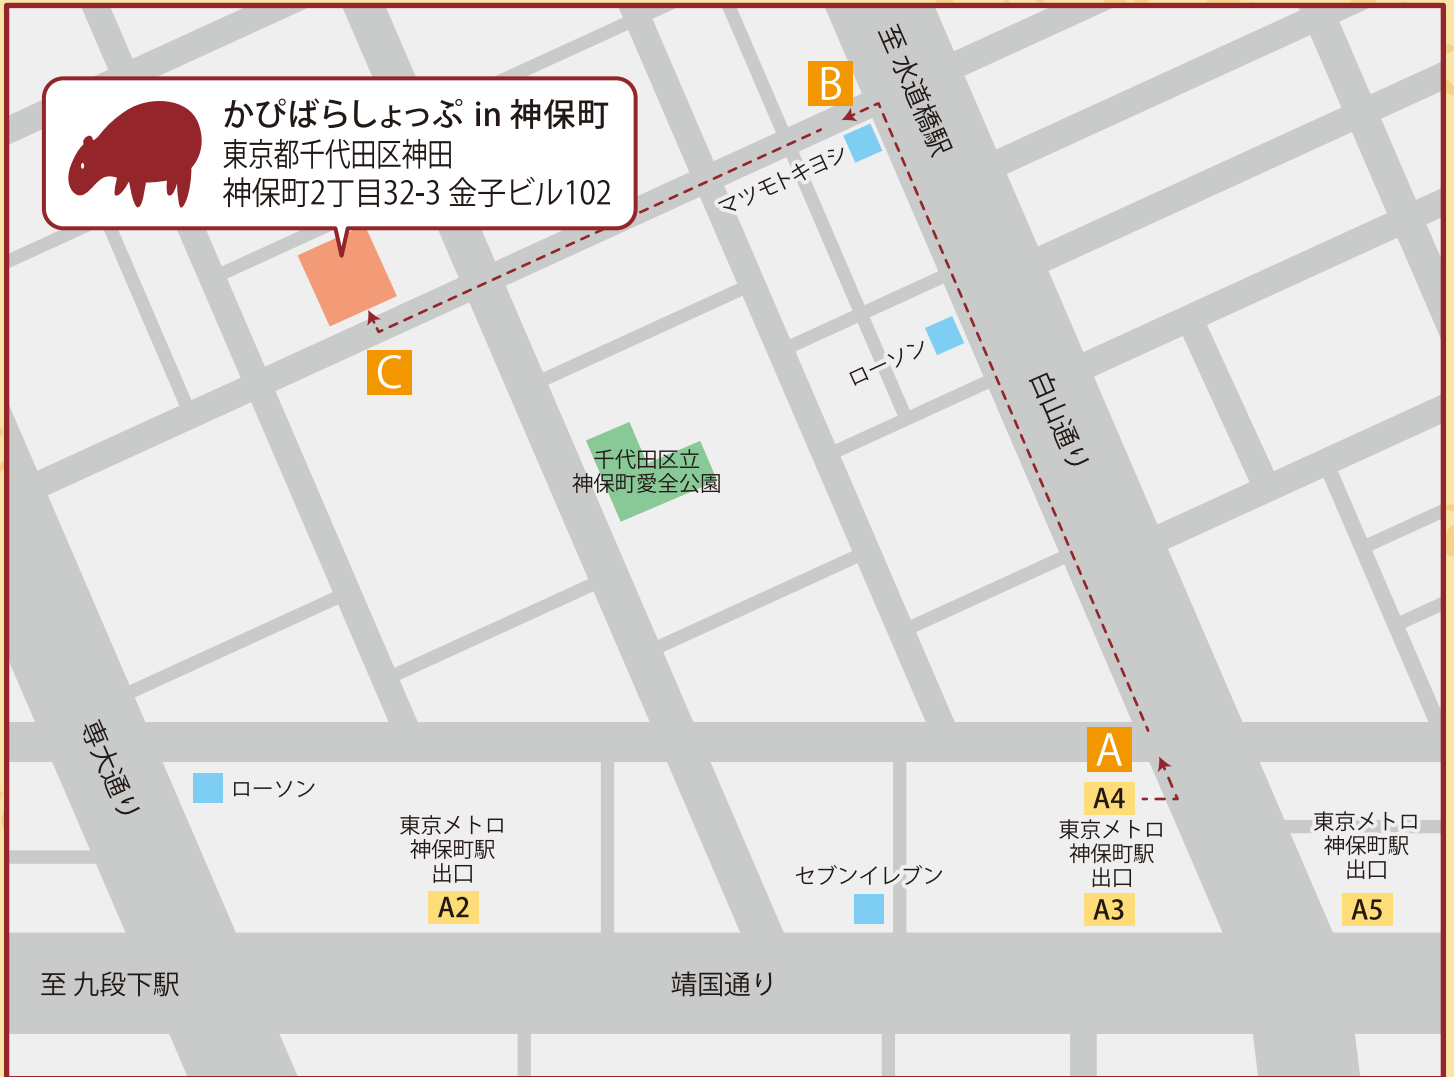 かぴばらしょっぷ in 神保町
東京都千代田区神田
神保町2丁目32-3 金子ビル102
B
至 水道橋駅
マツモトキヨシ
ローソン
C
白山通り
千代田区立
神保町愛全公園
専大通り
ローソン
A
A4
東京メトロ
神保町駅
出口
A3
東京メトロ
神保町駅
出口
A2
セブンイレブン
東京メトロ
神保町駅
出口
A5
至 九段下駅
靖国通り